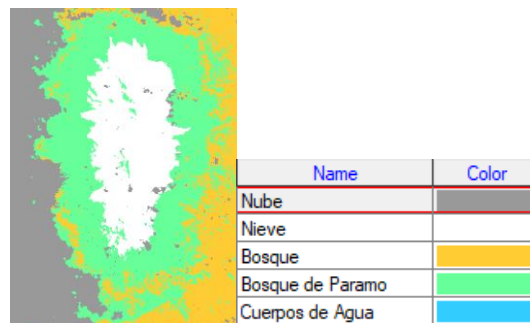 Name Color
Nube
Nieve
Bosque
Bosque de Paramo
Cuerpos de Agua